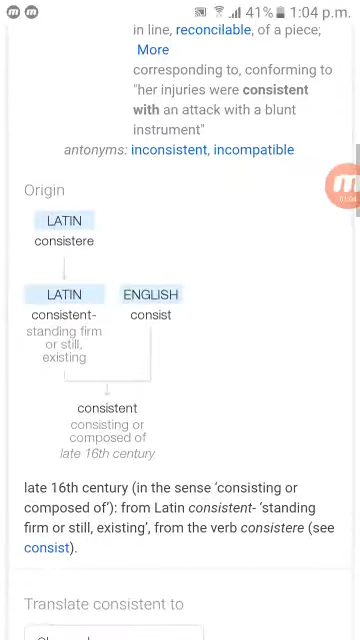 41% 1:04 p.m.
in line, reconcilable, of a piece;
More
corresponding to, conforming to
"her injuries were consistent
with an attack with a blunt
instrument"
antonyms: inconsistent, incompatible
01:04
Origin
LATIN
consistere
LATIN ENGLISH
consistent- consist
standing firm
or still,
existing
consistent
consisting or
composed of
late 16th century
late 16th century (in the sense ‘consisting or
composed of’): from Latin consistent- ‘standing
firm or still, existing’, from the verb consistere (see
consist).
Translate consistent to